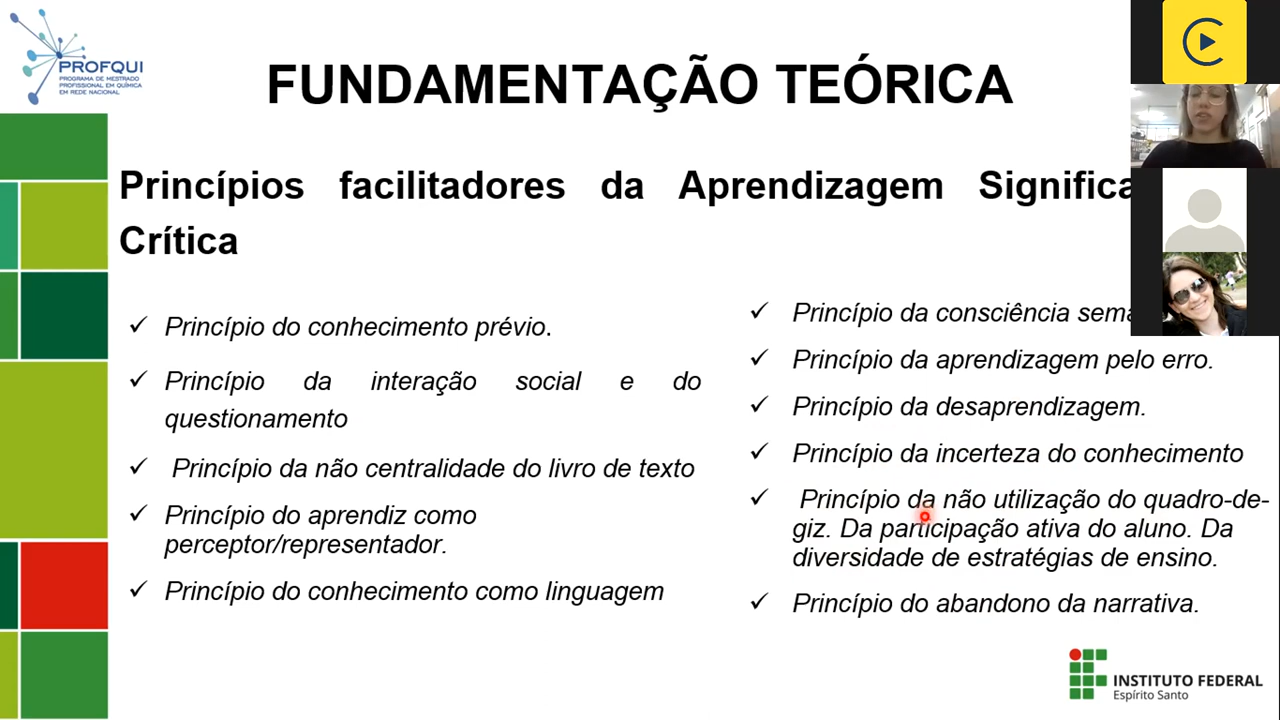 PROFQUI
PROGRAMA DE MESTRADO
PROFISSIONAL EM QUÍMICA
EM REDE NACIONAL
FUNDAMENTAÇÃO TEÓRICA
Princípios facilitadores da Aprendizagem Significa
Crítica
Princípio do conhecimento prévio.
Princípio da interação social e do
questionamento
Princípio da não centralidade do livro de texto
Princípio do aprendiz como
perceptor/representador.
Princípio do conhecimento como linguagem
Princípio da consciência semâ
Princípio da aprendizagem pelo erro.
Princípio da desaprendizagem.
Princípio da incerteza do conhecimento
Princípio da não utilização do quadro-de-
giz. Da participação ativa do aluno. Da
diversidade de estratégias de ensino.
Princípio do abandono da narrativa.
INSTITUTO FEDERAL
Espírito Santo